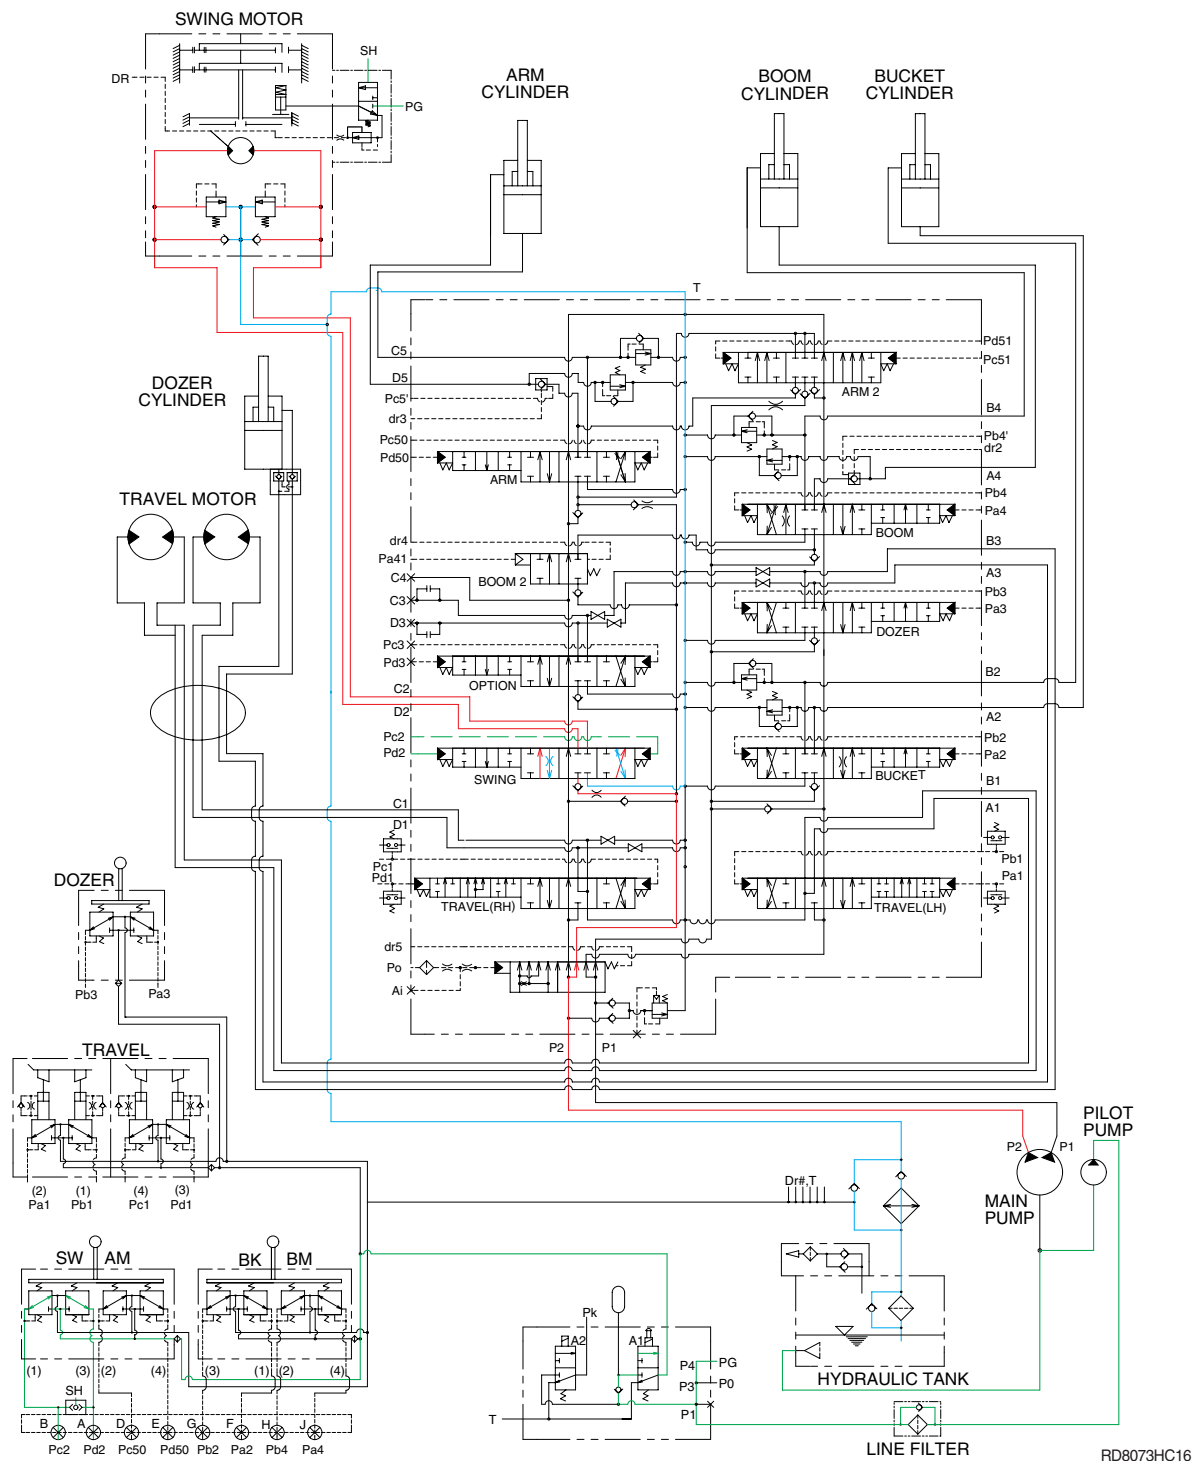 SWING MOTOR
SH
DR
PG
ARM
CYLINDER
BOOM
CYLINDER
BUCKET
CYLINDER
T
DOZER
CYLINDER
C5
D5
Pc5'
dr3
Pc50
Pd50
ARM
Pd51
Pc51
ARM 2
B4
Pb4'
dr2
A4
Pb4
Pa4
BOOM
TRAVEL MOTOR
dr4
Pa41
C4
BOOM 2
C3
D3
Pc3
Pd3
OPTION
B3
A3
Pb3
Pa3
DOZER
C2
D2
Pc2
Pd2
SWING
B2
A2
Pb2
Pa2
BUCKET
C1
D1
Pc1
Pd1
TRAVEL(RH)
B1
A1
Pb1
Pa1
TRAVEL(LH)
dr5
Po
Ai
P2
P1
DOZER
Pb3
Pa3
TRAVEL
(2)
(1)
(4)
(3)
Pa1
Pb1
Pc1
Pd1
PILOT
PUMP
P2
P1
MAIN
PUMP
Dr#,T
SW
AM
BK
BM
(1)
(3)
(2)
(4)
(3)
(1)
(2)
(4)
SH
B
A
D
E
G
F
H
J
Pc2
Pd2
Pc50
Pd50
Pb2
Pa2
Pb4
Pa4
Pk
A2
A1
P4
PG
P3
P0
P1
T
HYDRAULIC TANK
LINE FILTER
RD8073HC16